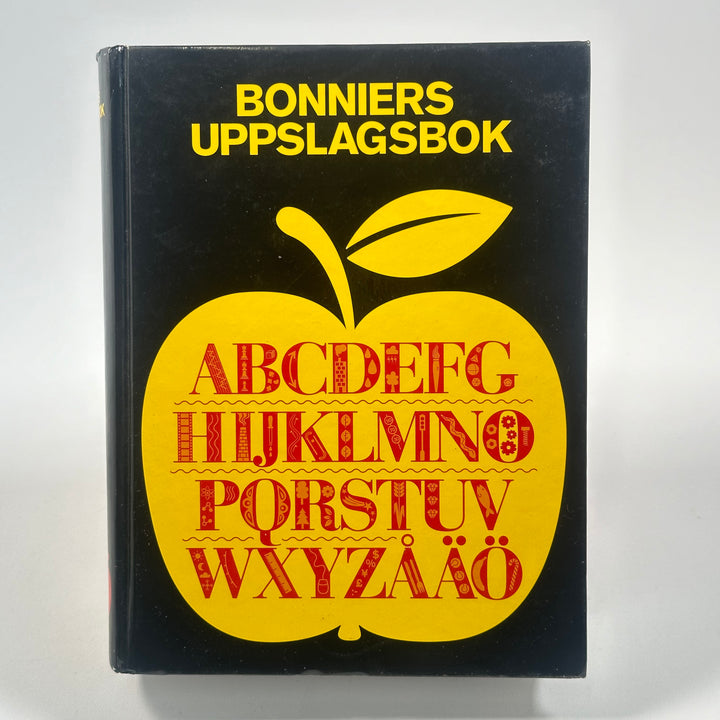 BONNIERS
UPPSLAGSBOK
ABCDEFG
HIJKLMNO
PQRSTUV
WXYZÅÄÖ